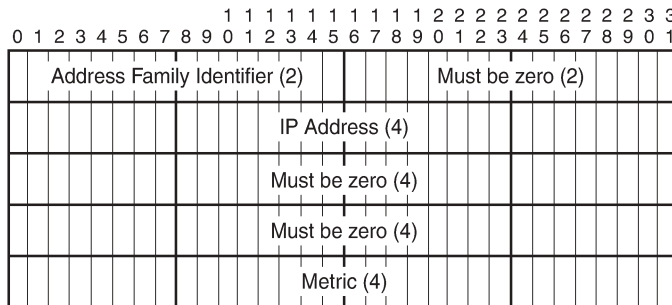 1 1 1 1 1 1 1 1 1 1 2 2 2 2 2 2 2 2 2 2 3 3
0 1 2 3 4 5 6 7 8 9 0 1 2 3 4 5 6 7 8 9 0 1 2 3 4 5 6 7 8 9 0 1
Address Family Identifier (2) Must be zero (2)
IP Address (4)
Must be zero (4)
Must be zero (4)
Metric (4)